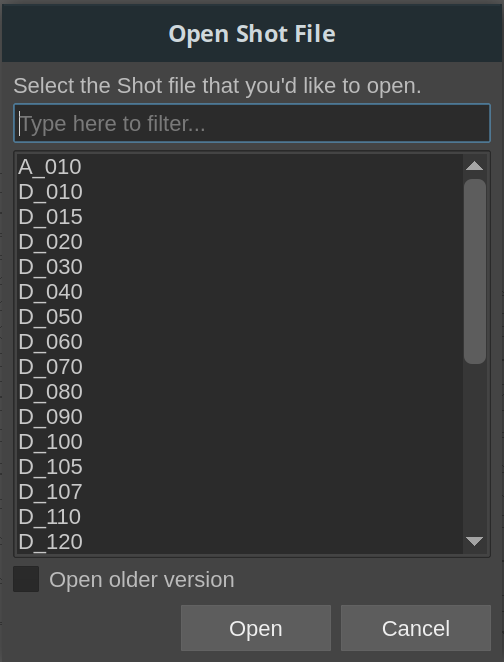 Open Shot File
Select the Shot file that you'd like to open.
Type here to filter...
A_010
D_010
D_015
D_020
D_030
D_040
D_050
D_060
D_070
D_080
D_090
D_100
D_105
D_107
D_110
D_120
Open older version
Open
Cancel